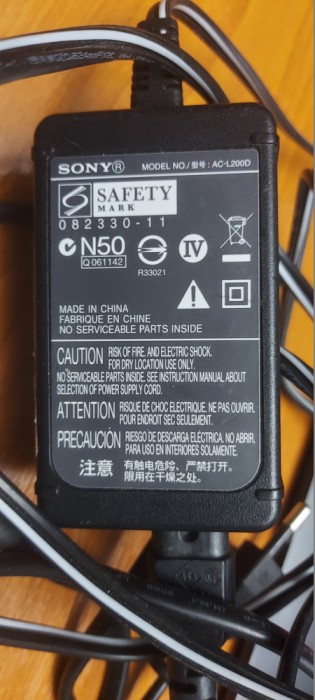 SONY® MODEL NO./型号: AC-L200D
SAFETY
MARK
082330-11
N50
Q061142
R33021
IV
MADE IN CHINA
FABRIQUE EN CHINE
NO SERVICEABLE PARTS INSIDE
CAUTION RISK OF FIRE AND ELECTRIC SHOCK.
FOR DRY LOCATION USE ONLY.
NO SERVICEABLE PARTS INSIDE. SEE INSTRUCTION MANUAL ABOUT
SELECTION OF POWER SUPPLY CORD.
ATTENTION RISQUE DE CHOC ELECTRIQUE. NE PAS OUVRIR.
POUR ENDROIT SEC SEULEMENT.
PRECAUCIÓN RIESGO DE DESCARGA ELÉCTRICA. NO ABRIR.
PARA USO EN INTERIORES SOLAMENTE.
注意 有触电危险、严禁打开。
限用在干燥之处。